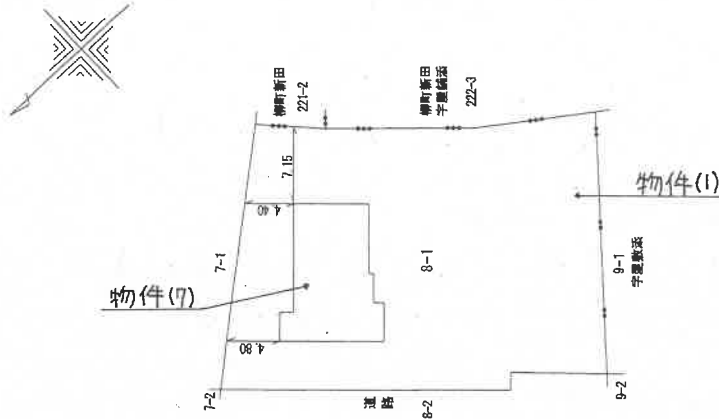 柳町新田
221-2
柳町新田
字屋舗添
222-3
物件(1)
7.15
4.40
7-1
8-1
9-1
字屋敷添
物件(7)
4.80
7-2
道路
8-2
9-2